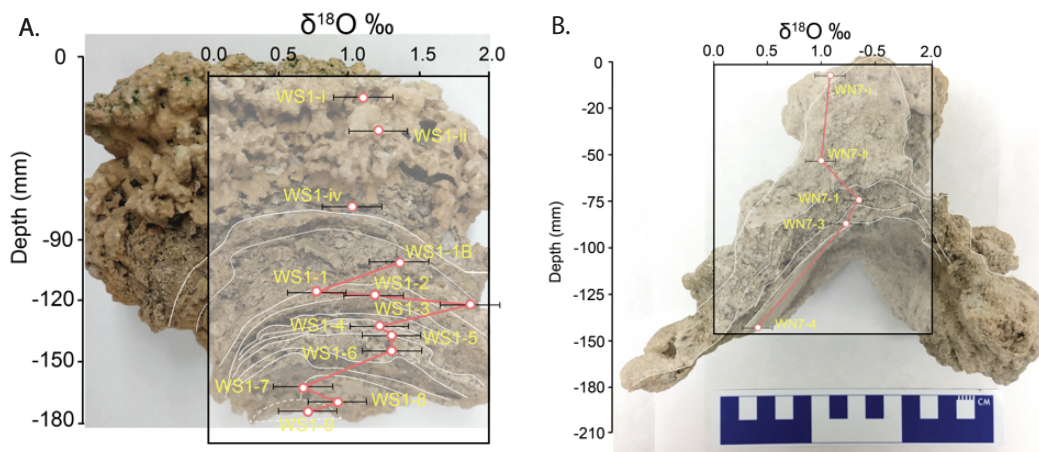 A.
δ18O ‰
0.0 0.5 1.0 1.5 2.0
Depth (mm)
0
-30
-90
-120
-150
-180
WS1-i
WS1-ii
WS1-iv
WS1-1B
WS1-1
WS1-2
WS1-3
WS1-4
WS1-5
WS1-6
WS1-7
WS1-8
WS1-9
B.
δ18O ‰
0.0 0.5 1.0 -0.5 2.0
Depth (mm)
0
-25
-50
-75
-100
-120
-150
-180
-210
WN7-i
WN7-ii
WN7-1
WN7-3
WN7-4
CM